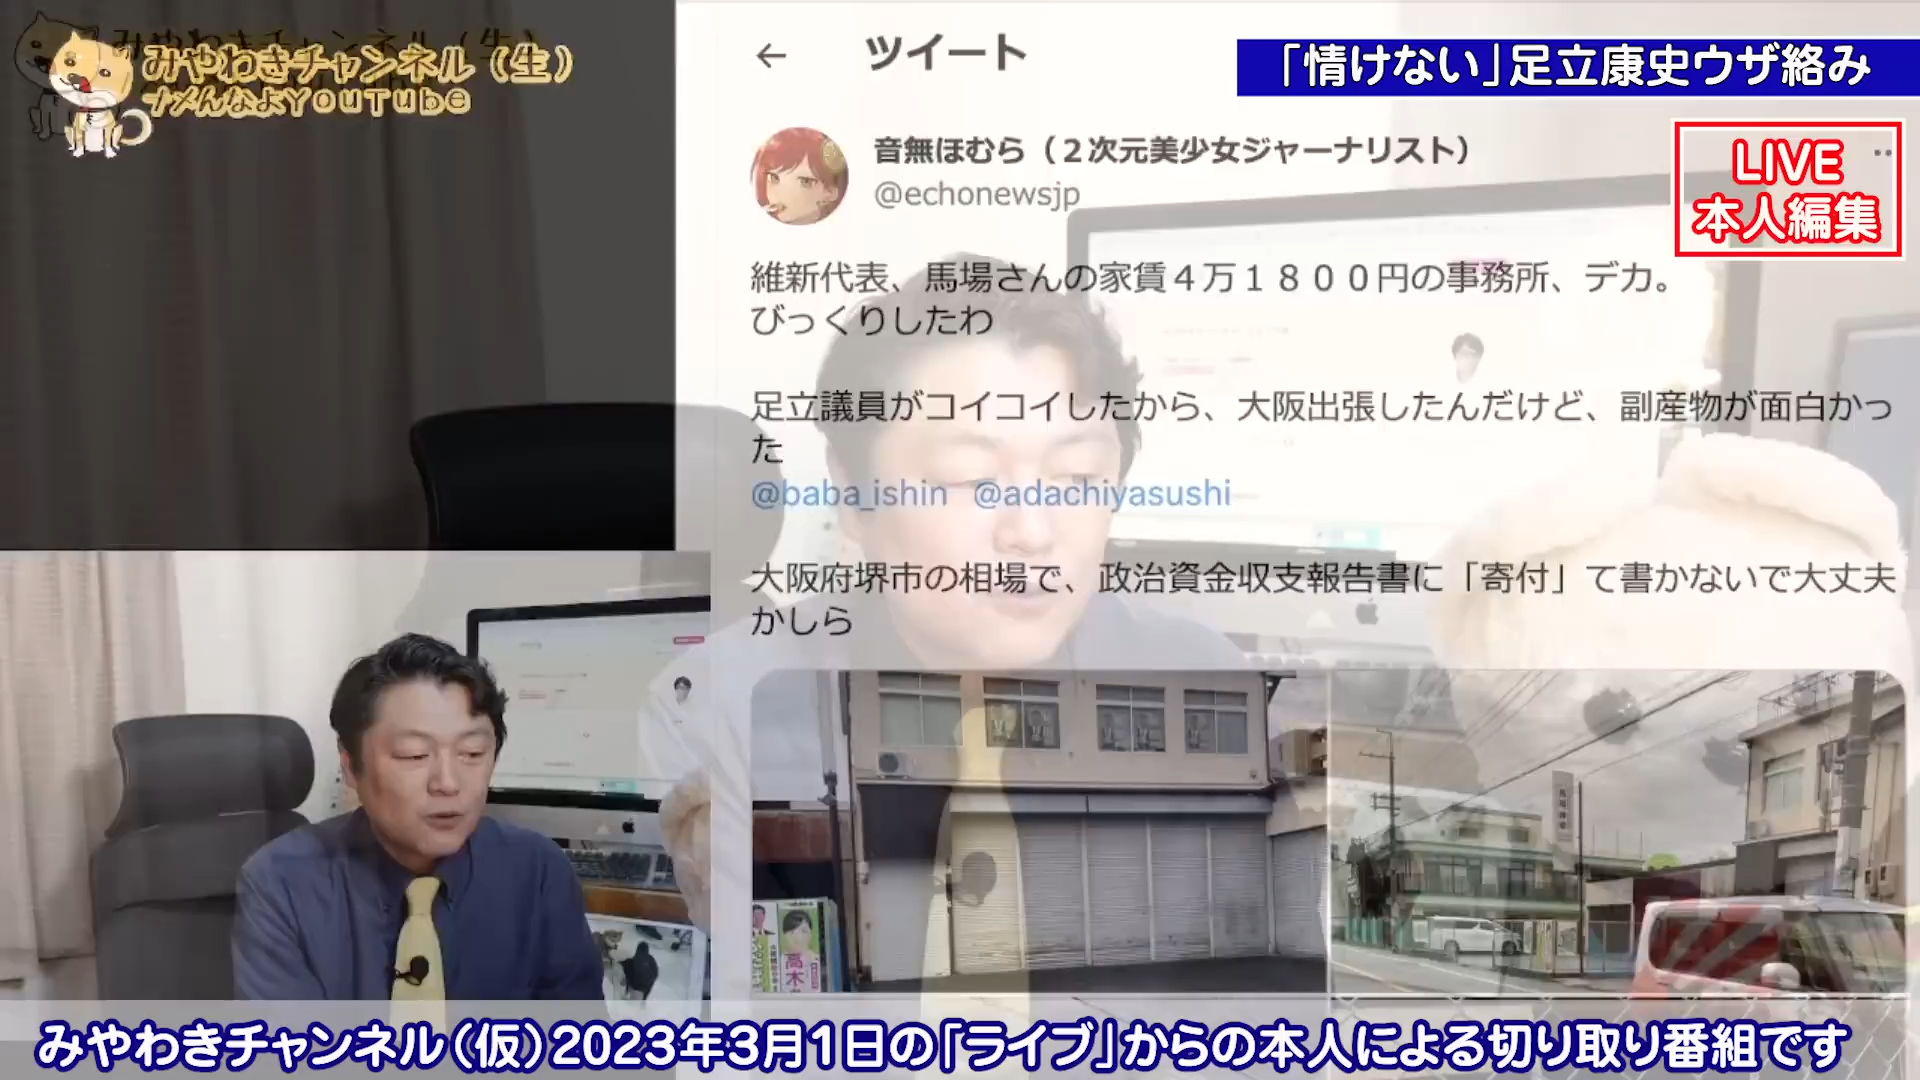 みやわきチャンネル（生）
ナメんなよYouTube
ツイート
「情けない」足立康史ウザ絡み
LIVE
本人編集
音無ほむら（２次元美少女ジャーナリスト）
@echonewsjp
維新代表、馬場さんの家賃４万１８００円の事務所、デカ。
びっくりしたわ
足立議員がコイコイしたから、大阪出張したんだけど、副産物が面白かっ
た
@baba_ishin @adachiyasushi
大阪府堺市の相場で、政治資金収支報告書に「寄付」て書かないで大丈夫
かしら
高木
みやわきチャンネル（仮）2023年3月1日の「ライブ」からの本人による切り取り番組です